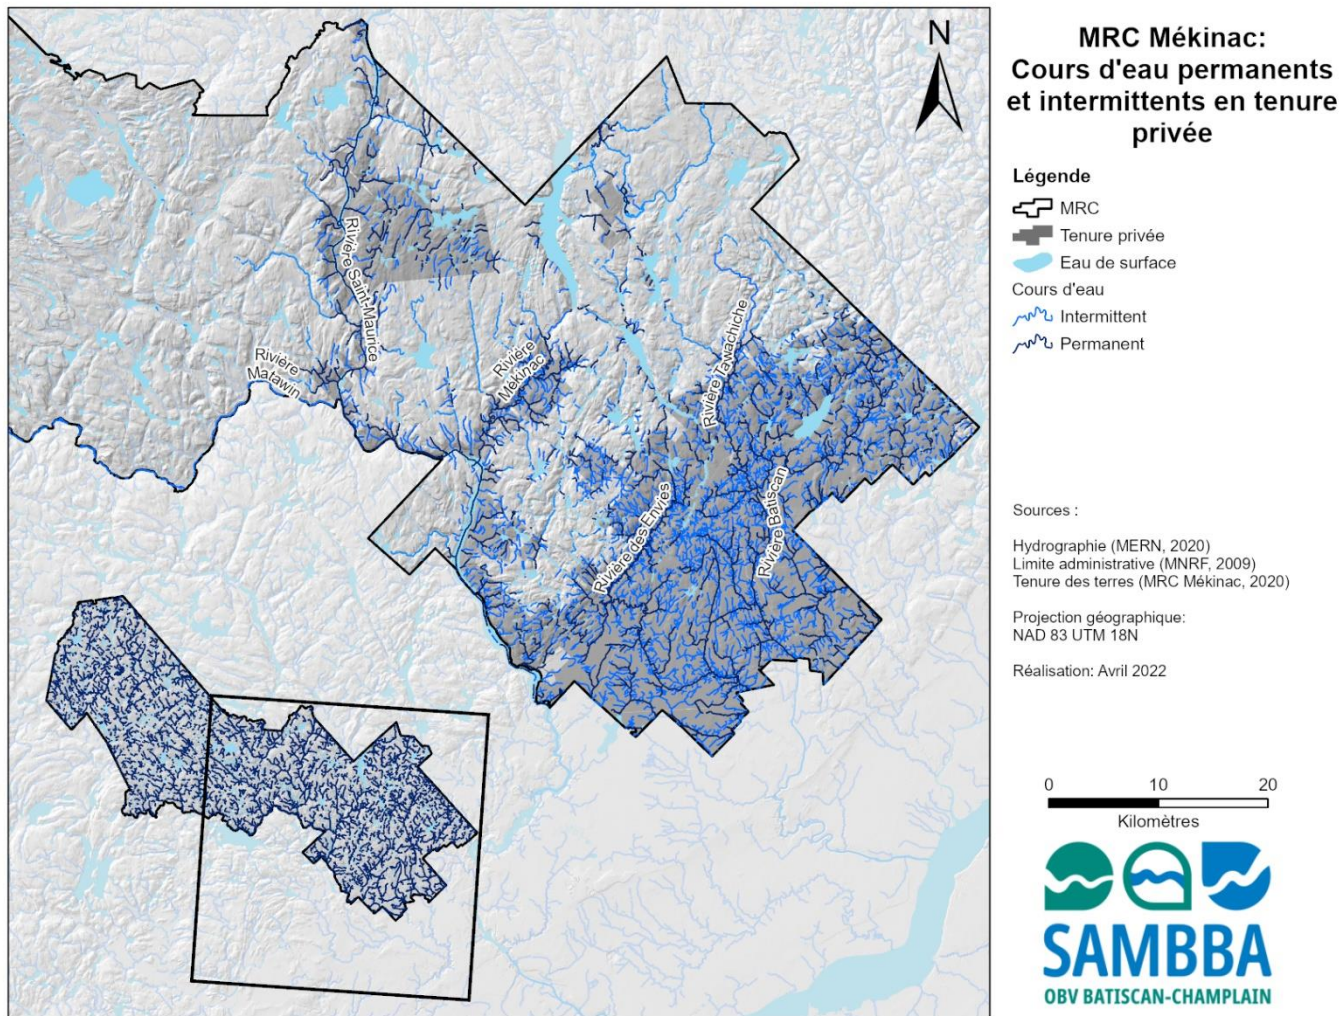 MRC Mékinac:
Cours d'eau permanents
et intermittents en tenure
privée
Légende
MRC
Tenure privée
Eau de surface
Cours d'eau
Intermittent
Permanent
Sources :
Hydrographie (MERN, 2020)
Limite administrative (MNRF, 2009)
Tenure des terres (MRC Mékinac, 2020)
Projection géographique:
NAD 83 UTM 18N
Réalisation: Avril 2022
0 10 20
Kilomètres
SAMBBA
OBV BATISCAN-CHAMPLAIN
N
Rivière Saint-Maurice
Rivière
Matawin
Rivière
Mékinac
Rivière Tawachiche
Rivière des Envies
Rivière Batiscan